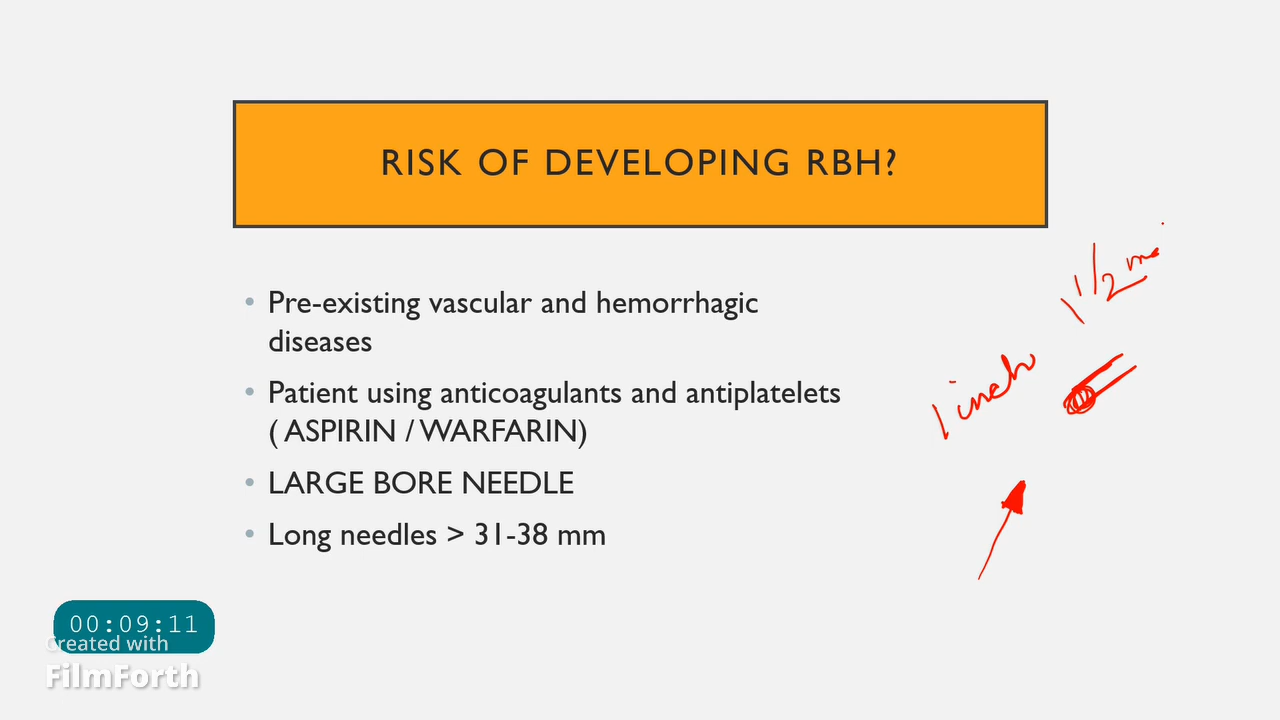 RISK OF DEVELOPING RBH?
• Pre-existing vascular and hemorrhagic
diseases
• Patient using anticoagulants and antiplatelets
( ASPIRIN / WARFARIN)
• LARGE BORE NEEDLE
• Long needles > 31-38 mm
1 1/2
1 inch
00:09:11
Created with
FilmForth